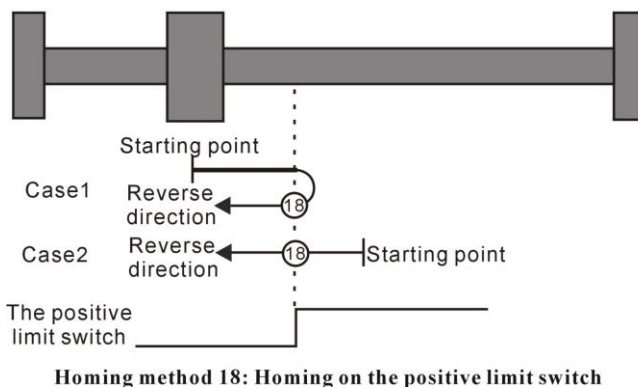 Starting point
Case1
Reverse
direction
18
Case2
Reverse
direction
18
Starting point
The positive
limit switch
Homing method 18: Homing on the positive limit switch